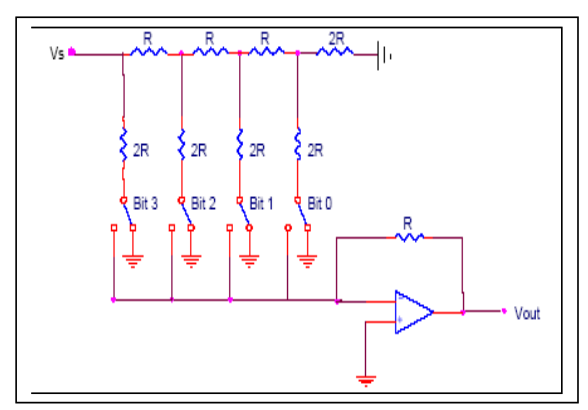 R R R 2R
Vs
2R 2R 2R 2R
Bit 3 Bit 2 Bit 1 Bit 0
R
-
+
Vout